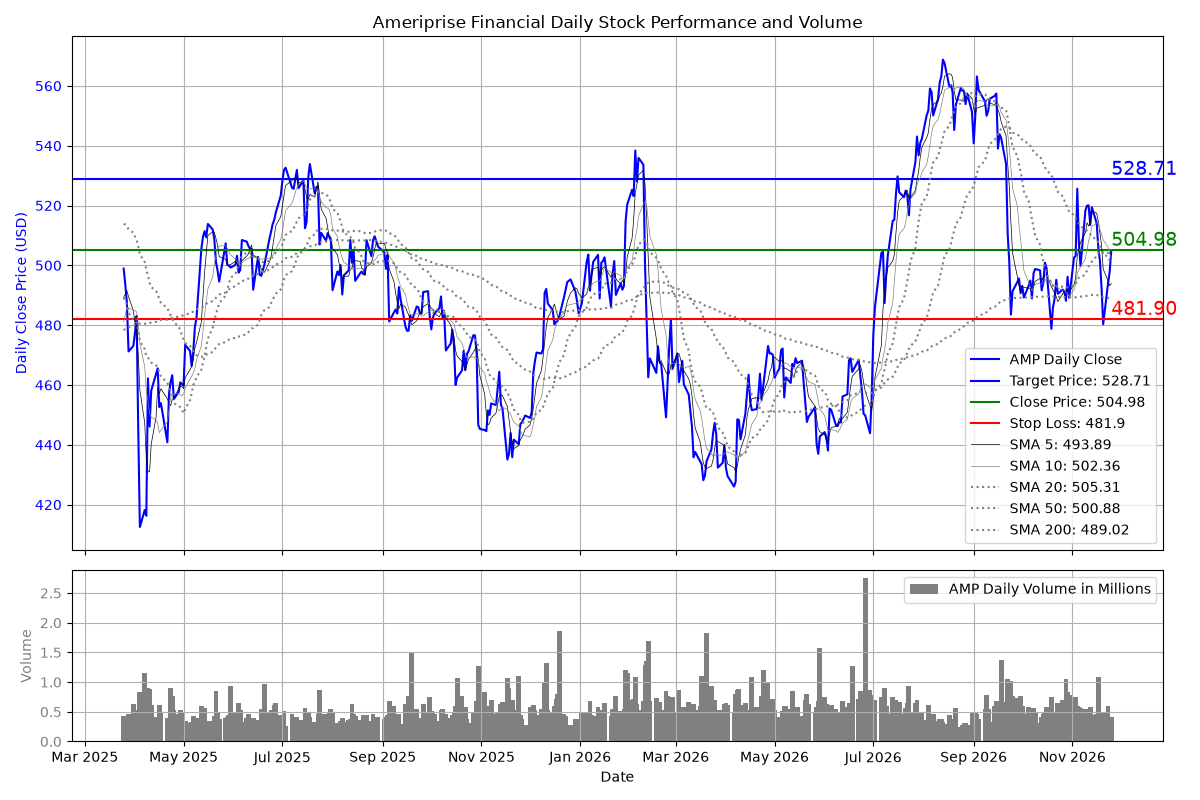 Ameriprise Financial Daily Stock Performance and Volume
Daily Close Price (USD)
560
540
520
500
480
460
440
420
528.71
504.98
481.90
AMP Daily Close
Target Price: 528.71
Close Price: 504.98
Stop Loss: 481.9
SMA 5: 493.89
SMA 10: 502.36
SMA 20: 505.31
SMA 50: 500.88
SMA 200: 489.02
Volume
2.5
2.0
1.5
1.0
0.5
0.0
AMP Daily Volume in Millions
Mar 2025 May 2025 Jul 2025 Sep 2025 Nov 2025 Jan 2026 Mar 2026 May 2026 Jul 2026 Sep 2026 Nov 2026
Date